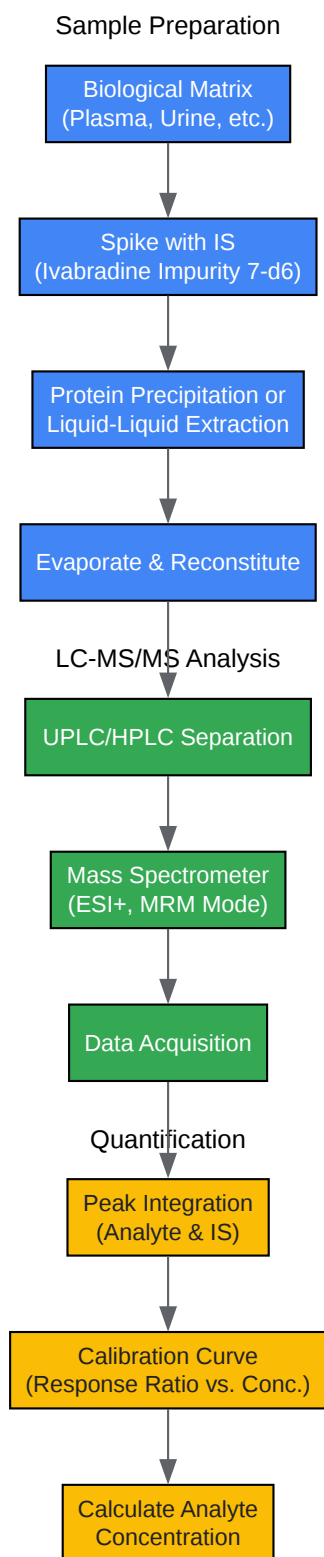 Sample Preparation
Biological Matrix
(Plasma, Urine, etc.)
Spike with IS
(Ivabradine Impurity 7-d6)
Protein Precipitation or
Liquid-Liquid Extraction
Evaporate & Reconstitute
LC-MS/MS Analysis
UPLC/HPLC Separation
Mass Spectrometer
(ESI+, MRM Mode)
Data Acquisition
Quantification
Peak Integration
(Analyte & IS)
Calibration Curve
(Response Ratio vs. Conc.)
Calculate Analyte
Concentration